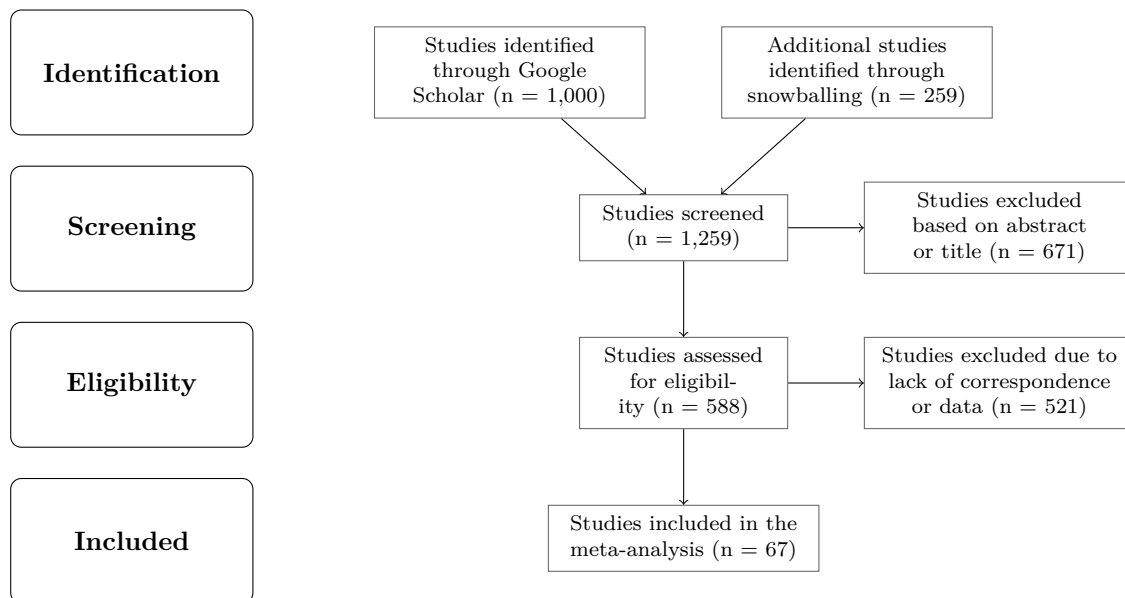 Identification
Studies identified
through Google
Scholar (n = 1,000)
Additional studies
identified through
snowballing (n = 259)
Screening
Studies screened
(n = 1,259)
Studies excluded
based on abstract
or title (n = 671)
Eligibility
Studies assessed
for eligibil-
ity (n = 588)
Studies excluded due to
lack of correspondence
or data (n = 521)
Included
Studies included in the
meta-analysis (n = 67)